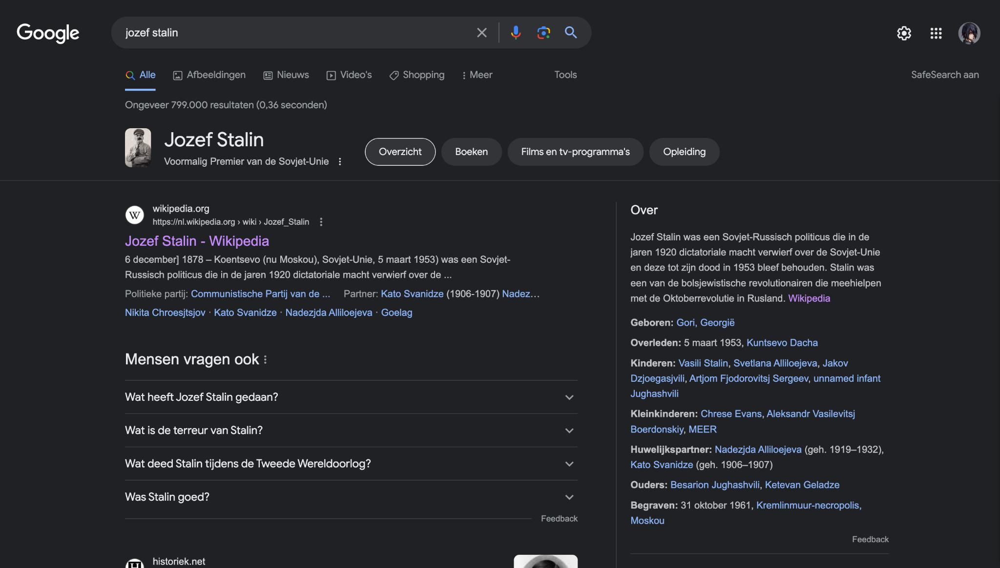 Google
jozef stalin
Alle
Afbeeldingen
Nieuws
Video's
Shopping
Meer
Tools
SafeSearch aan
Ongeveer 799.000 resultaten (0,36 seconden)
Jozef Stalin
Voormalig Premier van de Sovjet-Unie
Overzicht
Boeken
Films en tv-programma's
Opleiding
W
wikipedia.org
https://nl.wikipedia.org › wiki › Jozef_Stalin
Jozef Stalin - Wikipedia
6 december] 1878 – Koentsevo (nu Moskou), Sovjet-Unie, 5 maart 1953) was een Sovjet-
Russisch politicus die in de jaren 1920 dictatoriale macht verwierf over de ...
Politieke partij: Communistische Partij van de ... Partner: Kato Svanidze (1906-1907) Nadez...
Nikita Chroesjtsjov · Kato Svanidze · Nadezjda Alliloejeva · Goelag
Mensen vragen ook
Wat heeft Jozef Stalin gedaan?
Wat is de terreur van Stalin?
Wat deed Stalin tijdens de Tweede Wereldoorlog?
Was Stalin goed?
Feedback
H
historiek.net
Over
Jozef Stalin was een Sovjet-Russisch politicus die in de
jaren 1920 dictatoriale macht verwierf over de Sovjet-Unie
en deze tot zijn dood in 1953 bleef behouden. Stalin was
een van de bolsjewistische revolutionairen die meehielpen
met de Oktoberrevolutie in Rusland. Wikipedia
Geboren: Gori, Georgië
Overleden: 5 maart 1953, Kuntsevo Dacha
Kinderen: Vasili Stalin, Svetlana Alliloejeva, Jakov
Dzjoegasjvili, Artjom Fjodorovitsj Sergeev, unnamed infant
Jughashvili
Kleinkinderen: Chrese Evans, Aleksandr Vasilevitsj
Boerdonskiy, MEER
Huwelijkspartner: Nadezjda Alliloejeva (geh. 1919–1932),
Kato Svanidze (geh. 1906–1907)
Ouders: Besarion Jughashvili, Ketevan Geladze
Begraven: 31 oktober 1961, Kremlinmuur-necropolis,
Moskou
Feedback